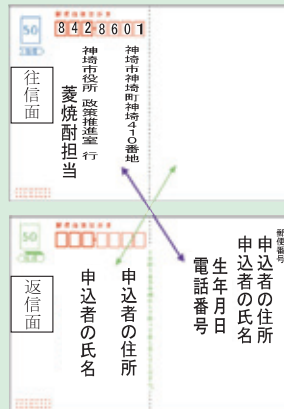 50
842-8601
往信面
神埼市神埼町神埼410番地
神埼市役所 政策推進室 行
菱焼酎担当
50
返信面
申込者の住所
申込者の氏名
郵便番号
申込者の住所
申込者の氏名
生年月日
電話番号